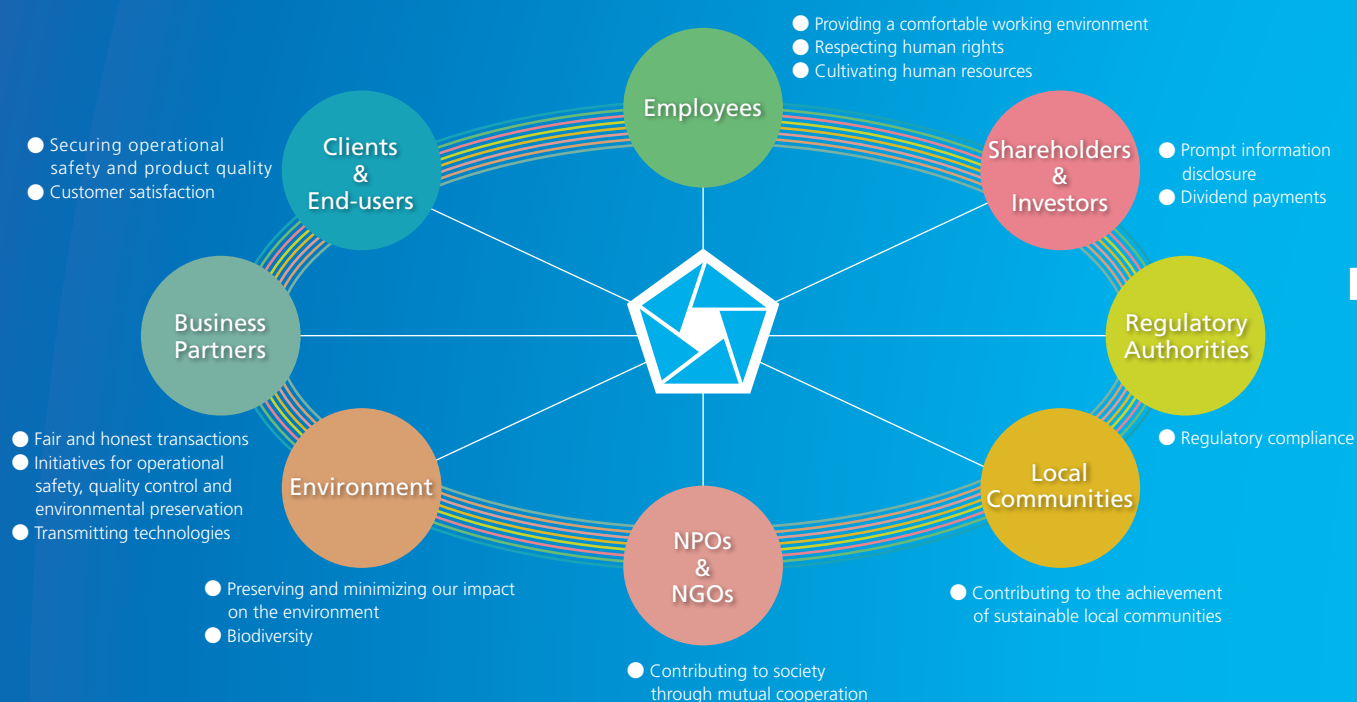 ● Providing a comfortable working environment
● Respecting human rights
● Cultivating human resources
Employees
Clients
&
End-users
● Securing operational
safety and product quality
● Customer satisfaction
Shareholders
&
Investors
● Prompt information
disclosure
● Dividend payments
Business
Partners
● Fair and honest transactions
● Initiatives for operational
safety, quality control and
environmental preservation
● Transmitting technologies
Regulatory
Authorities
● Regulatory compliance
Environment
● Preserving and minimizing our impact
on the environment
● Biodiversity
NPOs
&
NGOs
● Contributing to society
through mutual cooperation
Local
Communities
● Contributing to the achievement
of sustainable local communities